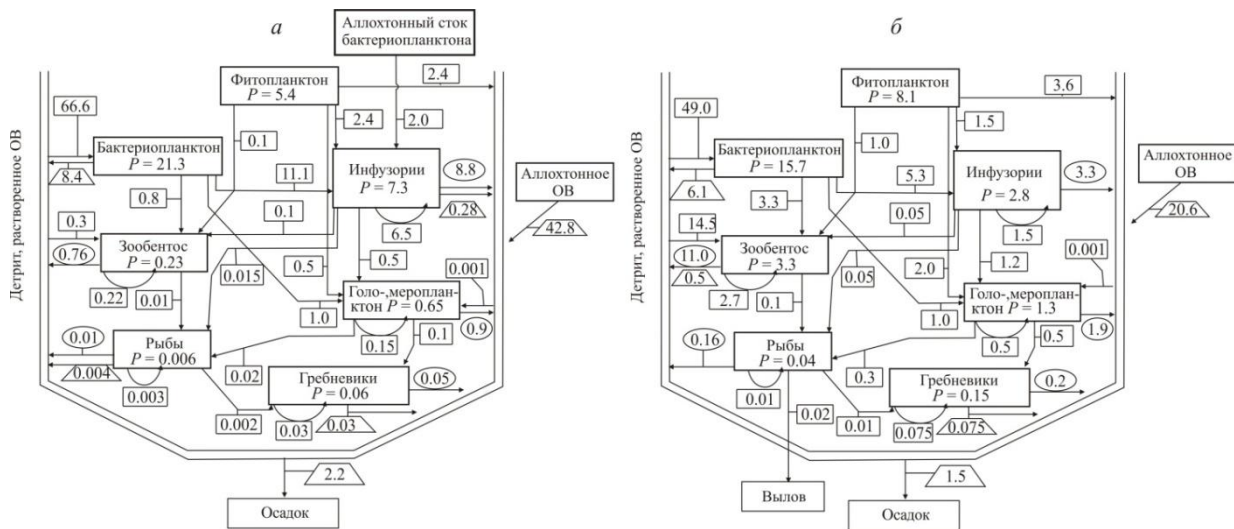 а
Аллохтонный сток
бактериопланктона
Детрит, растворенное ОВ
Фитопланктон
P = 5.4
2.4
66.6
0.1
2.4
2.0
Бактериопланктон
P = 21.3
8.4
11.1
Инфузории
P = 7.3
8.8
0.28
Аллохтонное
ОВ
42.8
0.8
0.1
6.5
0.3
Зообентос
P = 0.23
0.76
0.22
0.01
0.015
0.5
0.5
0.001
Голо-,меропланк-
ктон P = 0.65
1.0
0.9
0.15
0.1
0.01
Рыбы
P = 0.006
0.004
0.003
0.02
0.002
Гребневики
P = 0.06
0.05
0.03
0.03
2.2
Осадок
б
Детрит, растворенное ОВ
Фитопланктон
P = 8.1
3.6
49.0
1.0
1.5
Бактериопланктон
P = 15.7
6.1
5.3
Инфузории
P = 2.8
3.3
Аллохтонное
ОВ
20.6
3.3
0.05
1.5
14.5
Зообентос
P = 3.3
11.0
0.5
2.7
0.1
0.05
2.0
1.2
0.001
Голо-,меропланк-
ктон P = 1.3
1.0
1.9
0.5
0.5
0.16
Рыбы
P = 0.04
0.01
0.3
0.02
0.01
Гребневики
P = 0.15
0.2
0.075
0.075
1.5
Вылов
Осадок